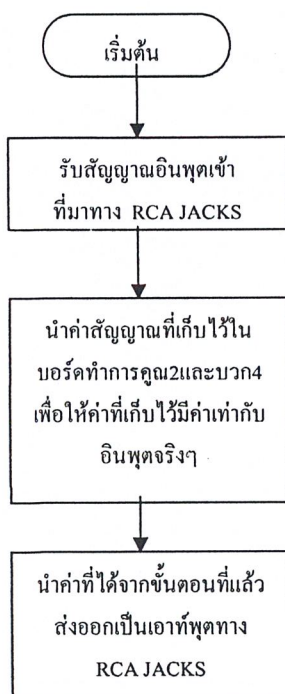 เริ่มต้น
รับสัญญาณอินพุตเข้า
ที่มาทาง RCA JACKS
นำค่าสัญญาณที่เก็บไว้ใน
บอร์ดทำการคูณ2และบวก4
เพื่อให้ค่าที่เก็บไว้มีค่าเท่ากับ
อินพุตจริงๆ
นำค่าที่ได้จากขั้นตอนที่แล้ว
ส่งออกเป็นเอาท์พุตทาง
RCA JACKS